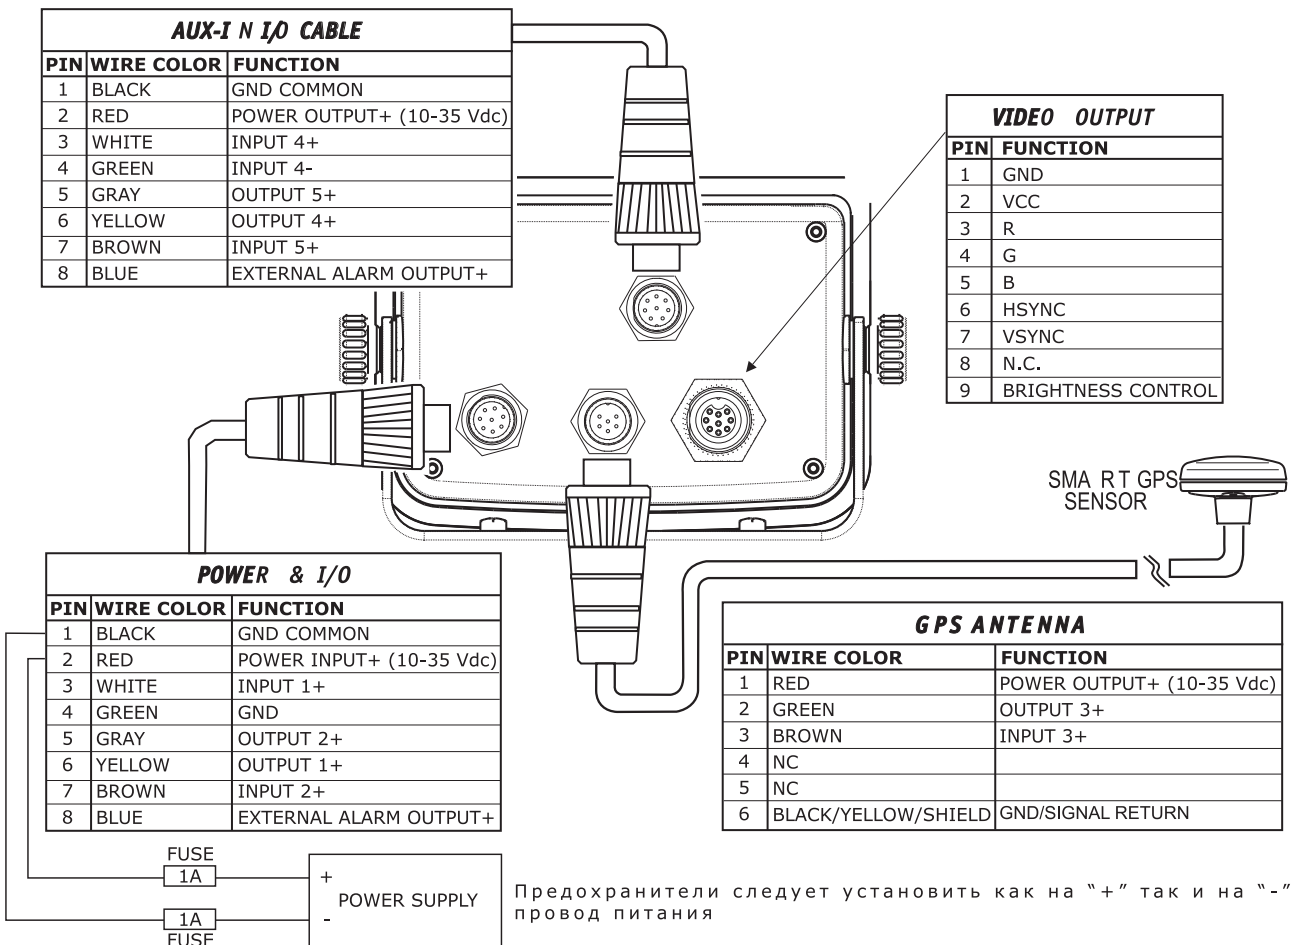 AUX-I N I/O CABLE
PIN WIRE COLOR FUNCTION
1 BLACK GND COMMON
2 RED POWER OUTPUT+ (10-35 Vdc)
3 WHITE INPUT 4+
4 GREEN INPUT 4-
5 GRAY OUTPUT 5+
6 YELLOW OUTPUT 4+
7 BROWN INPUT 5+
8 BLUE EXTERNAL ALARM OUTPUT+
VIDEO OUTPUT
PIN FUNCTION
1 GND
2 VCC
3 R
4 G
5 B
6 HSYNC
7 VSYNC
8 N.C.
9 BRIGHTNESS CONTROL
SMA R T GPS
SENSOR
POWER & I/O
PIN WIRE COLOR FUNCTION
1 BLACK GND COMMON
2 RED POWER INPUT+ (10-35 Vdc)
3 WHITE INPUT 1+
4 GREEN GND
5 GRAY OUTPUT 2+
6 YELLOW OUTPUT 1+
7 BROWN INPUT 2+
8 BLUE EXTERNAL ALARM OUTPUT+
GPS ANTENNA
PIN WIRE COLOR FUNCTION
1 RED POWER OUTPUT+ (10-35 Vdc)
2 GREEN OUTPUT 3+
3 BROWN INPUT 3+
4 NC
5 NC
6 BLACK/YELLOW/SHIELD GND/SIGNAL RETURN
FUSE
1A
+
POWER SUPPLY
-
1A
FUSE
Предохранители следует установить как на "+" так и на "-"
провод питания